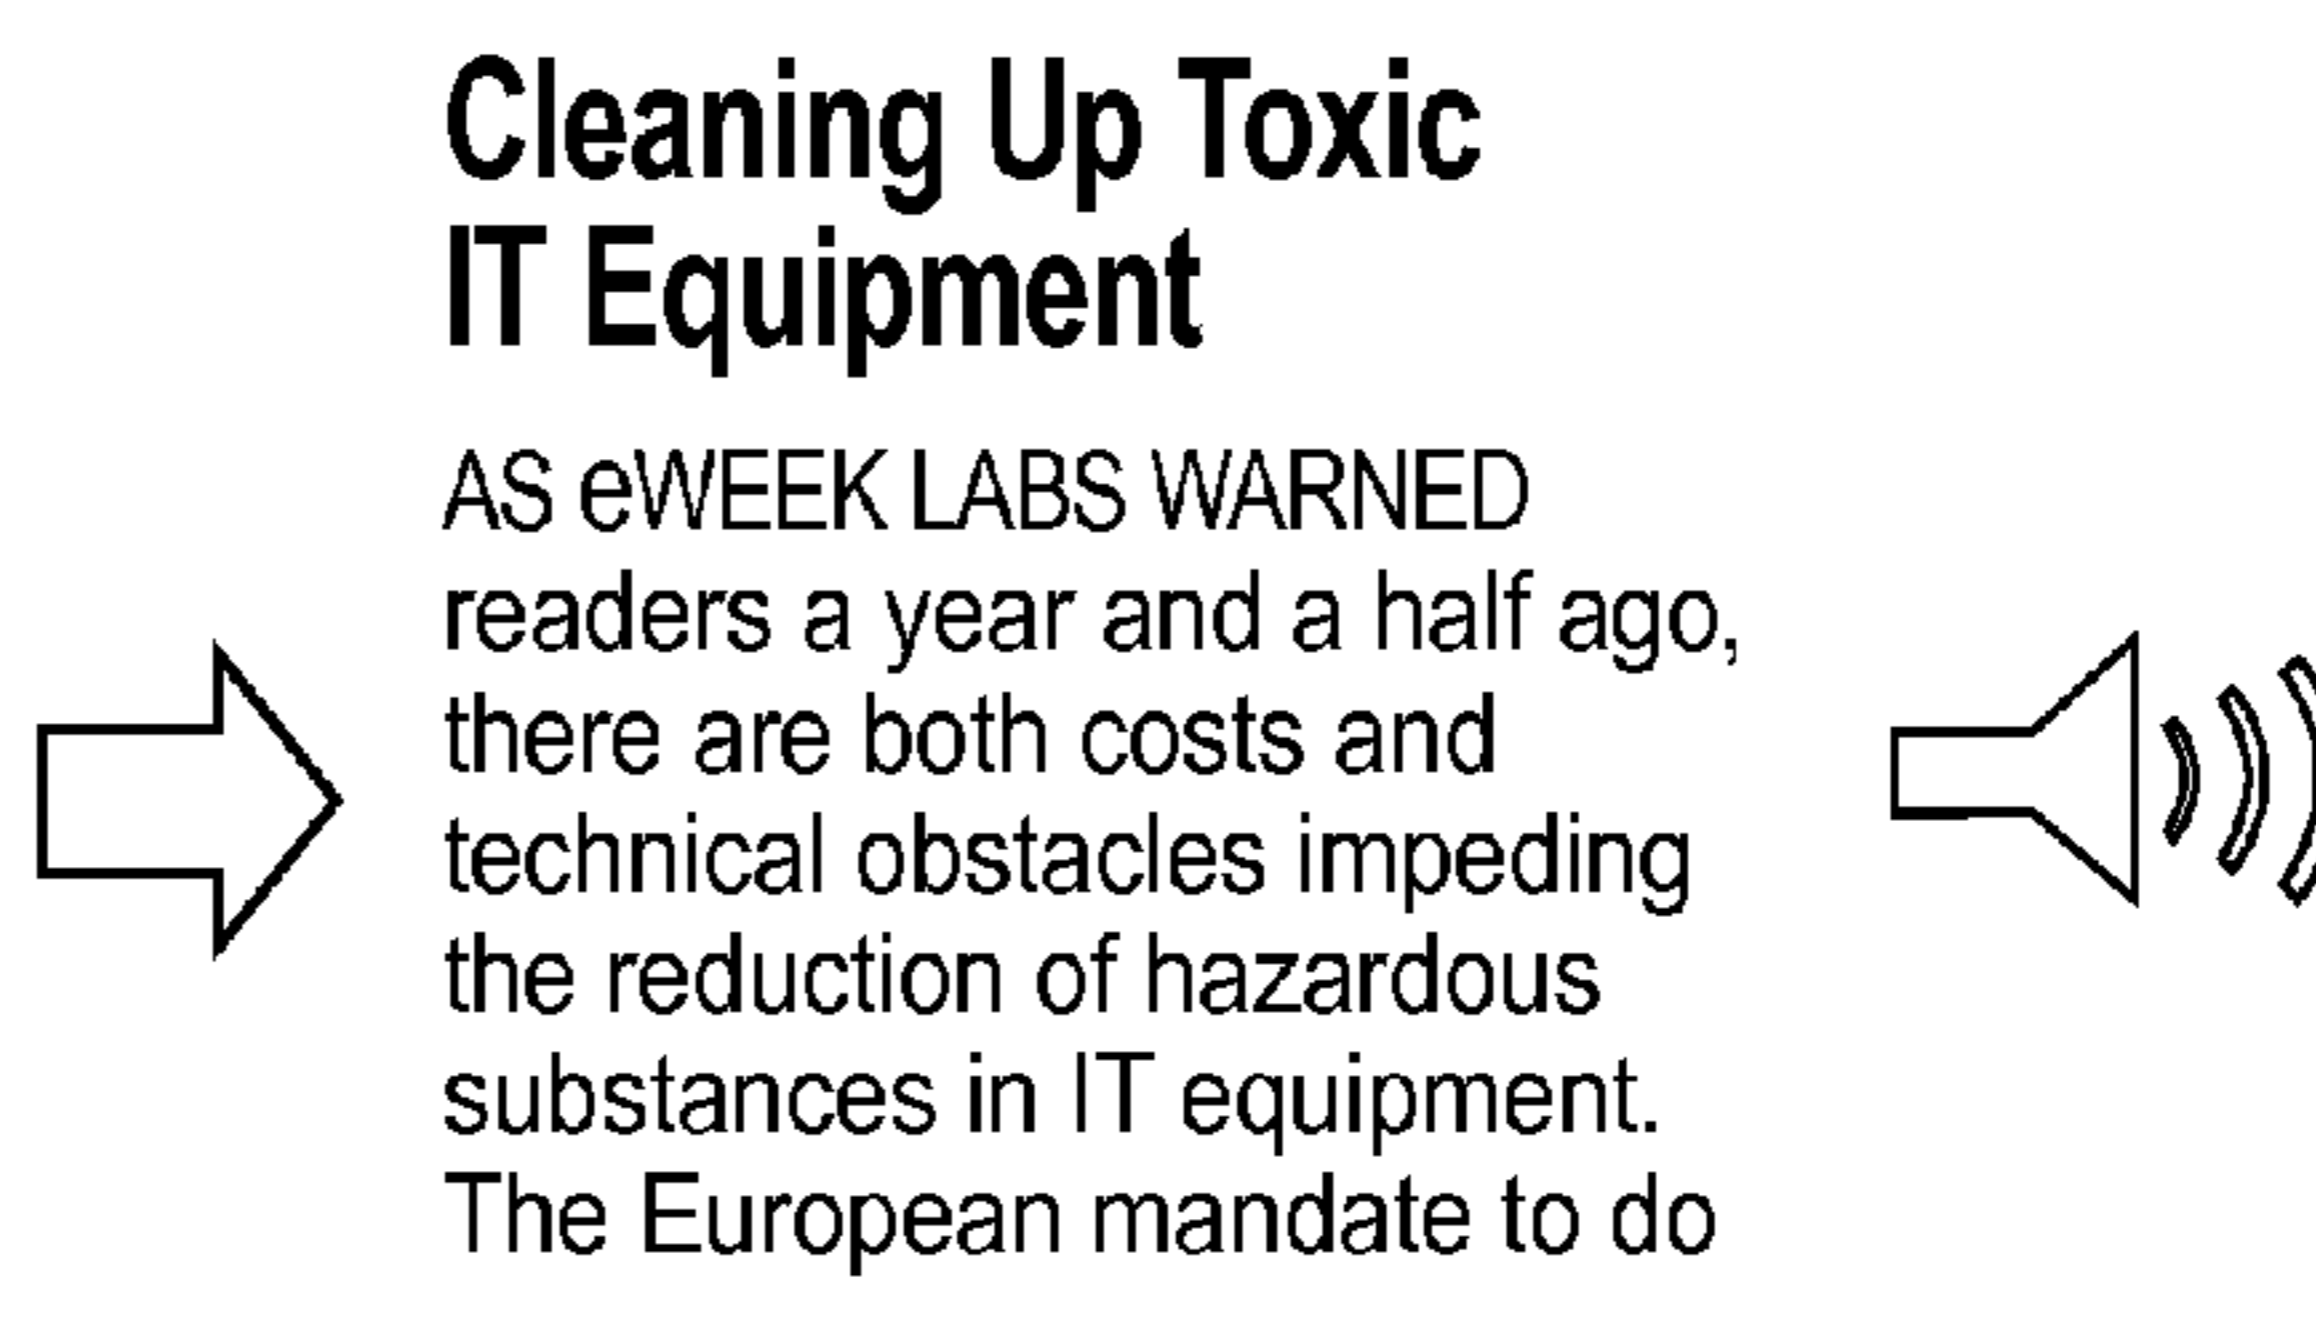 Cleaning Up Toxic
IT Equipment
AS eWEEK LABS WARNED
readers a year and a half ago,
there are both costs and
technical obstacles impeding
the reduction of hazardous
substances in IT equipment.
The European mandate to do